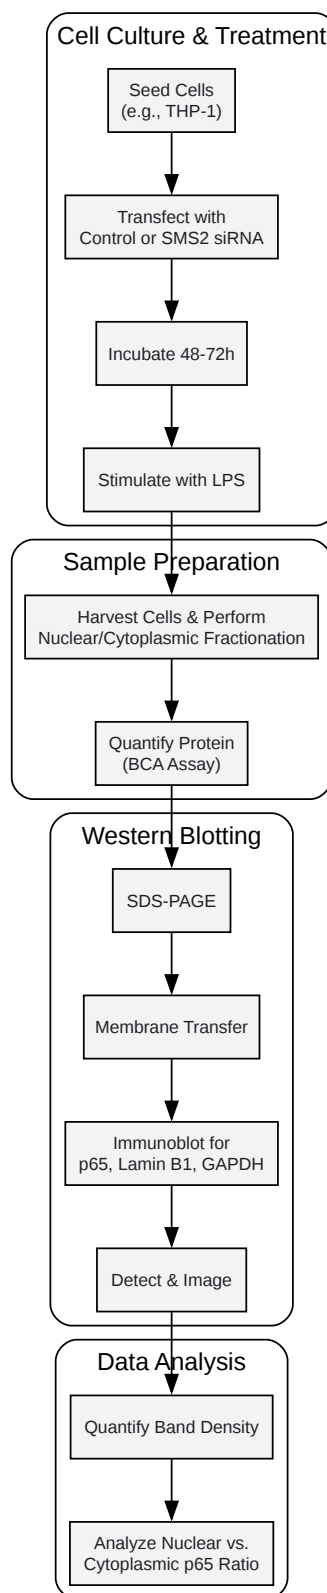 Cell Culture & Treatment
Seed Cells
(e.g., THP-1)
Transfect with
Control or SMS2 siRNA
Incubate 48-72h
Stimulate with LPS
Sample Preparation
Harvest Cells & Perform
Nuclear/Cytoplasmic Fractionation
Quantify Protein
(BCA Assay)
Western Blotting
SDS-PAGE
Membrane Transfer
Immunoblot for
p65, Lamin B1, GAPDH
Detect & Image
Data Analysis
Quantify Band Density
Analyze Nuclear vs.
Cytoplasmic p65 Ratio